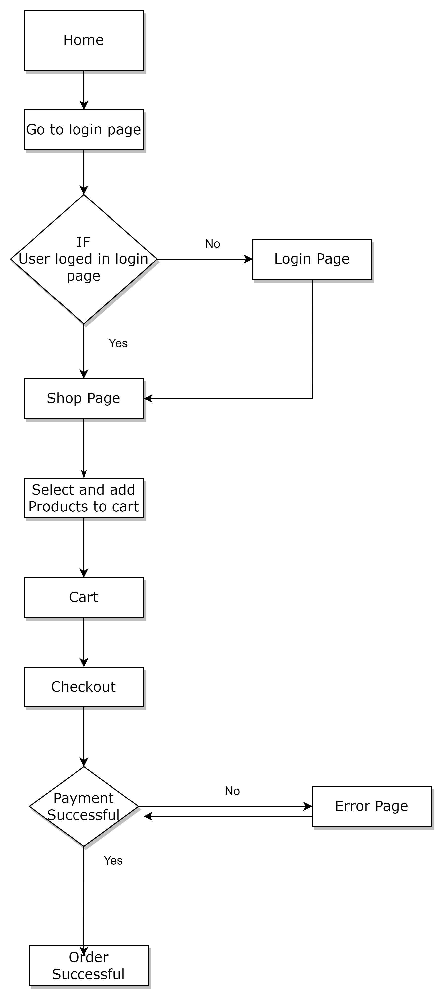 Home
Go to login page
IF
User loged in login
page
No
Login Page
Yes
Shop Page
Select and add
Products to cart
Cart
Checkout
Payment
Successful
No
Error Page
Yes
Order
Successful